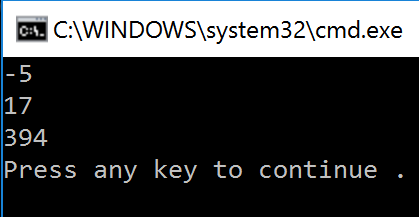 C:\WINDOWS\system32\cmd.exe
-5
17
394
Press any key to continue .